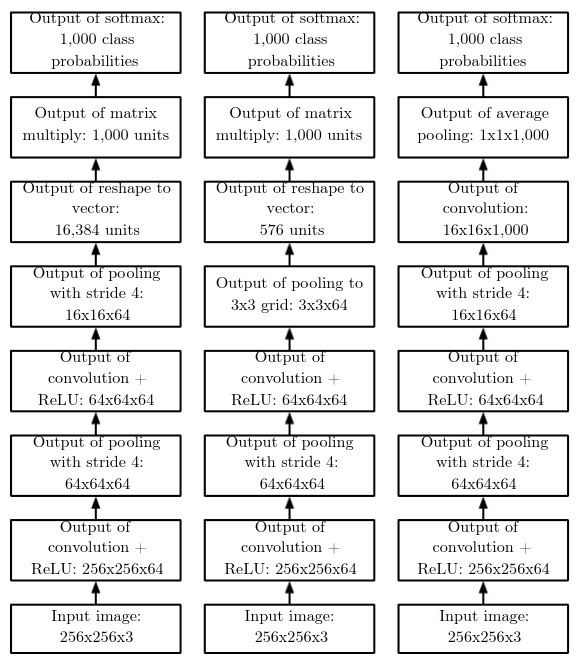 Output of softmax:
1,000 class
probabilities
Output of matrix
multiply: 1,000 units
Output of reshape to
vector:
16,384 units
Output of pooling
with stride 4:
16x16x64
Output of
convolution +
ReLU: 64x64x64
Output of pooling
with stride 4:
64x64x64
Output of
convolution +
ReLU: 256x256x64
Input image:
256x256x3
Output of softmax:
1,000 class
probabilities
Output of matrix
multiply: 1,000 units
Output of reshape to
vector:
576 units
Output of pooling to
3x3 grid: 3x3x64
Output of
convolution +
ReLU: 64x64x64
Output of pooling
with stride 4:
64x64x64
Output of
convolution +
ReLU: 256x256x64
Input image:
256x256x3
Output of softmax:
1,000 class
probabilities
Output of average
pooling: 1x1x1,000
Output of
convolution:
16x16x1,000
Output of pooling
with stride 4:
16x16x64
Output of
convolution +
ReLU: 64x64x64
Output of pooling
with stride 4:
64x64x64
Output of
convolution +
ReLU: 256x256x64
Input image:
256x256x3